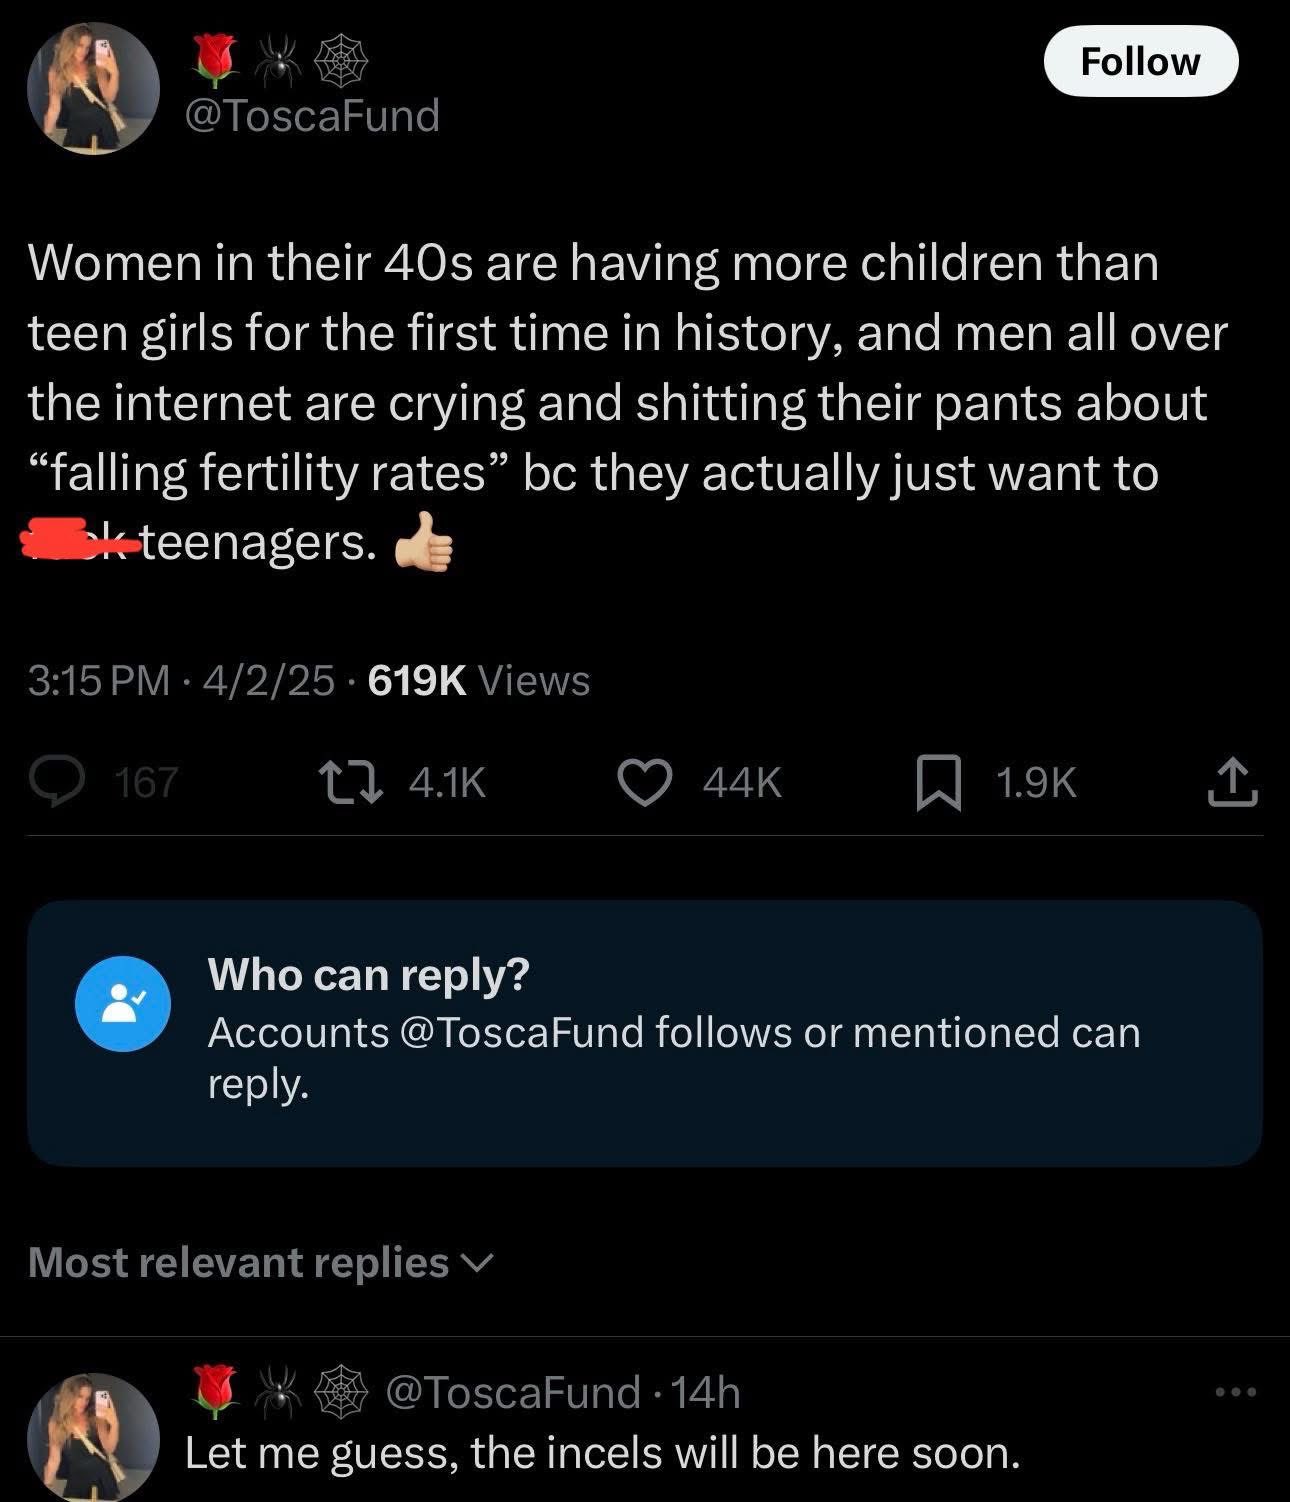 @ToscaFund
Follow
Women in their 40s are having more children than
teen girls for the first time in history, and men all over
the internet are crying and shitting their pants about
“falling fertility rates” bc they actually just want to
teenagers. 👍🏼
3:15 PM · 4/2/25 · 619K Views
167 4.1K 44K 1.9K
Who can reply?
Accounts @ToscaFund follows or mentioned can
reply.
Most relevant replies
@ToscaFund · 14h
Let me guess, the incels will be here soon.